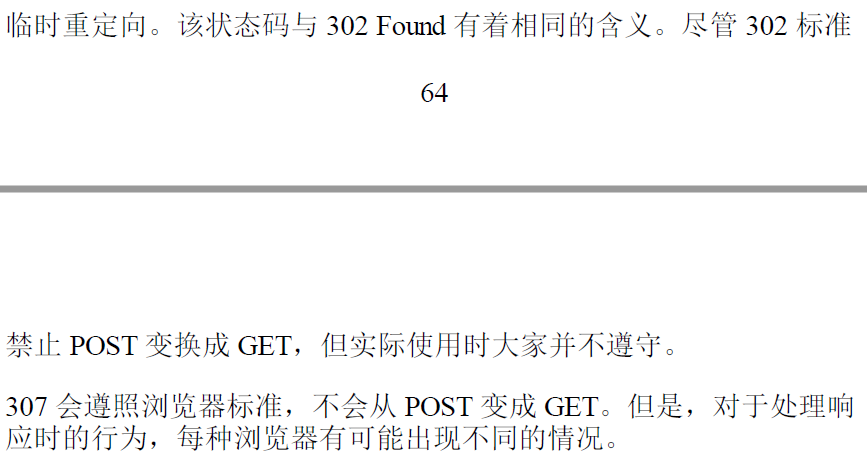 临时重定向。该状态码与 302 Found 有着相同的含义。尽管 302 标准
64
禁止 POST 变换成 GET，但实际使用时大家并不遵守。
307 会遵照浏览器标准，不会从 POST 变成 GET。但是，对于处理响
应时的行为，每种浏览器有可能出现不同的情况。